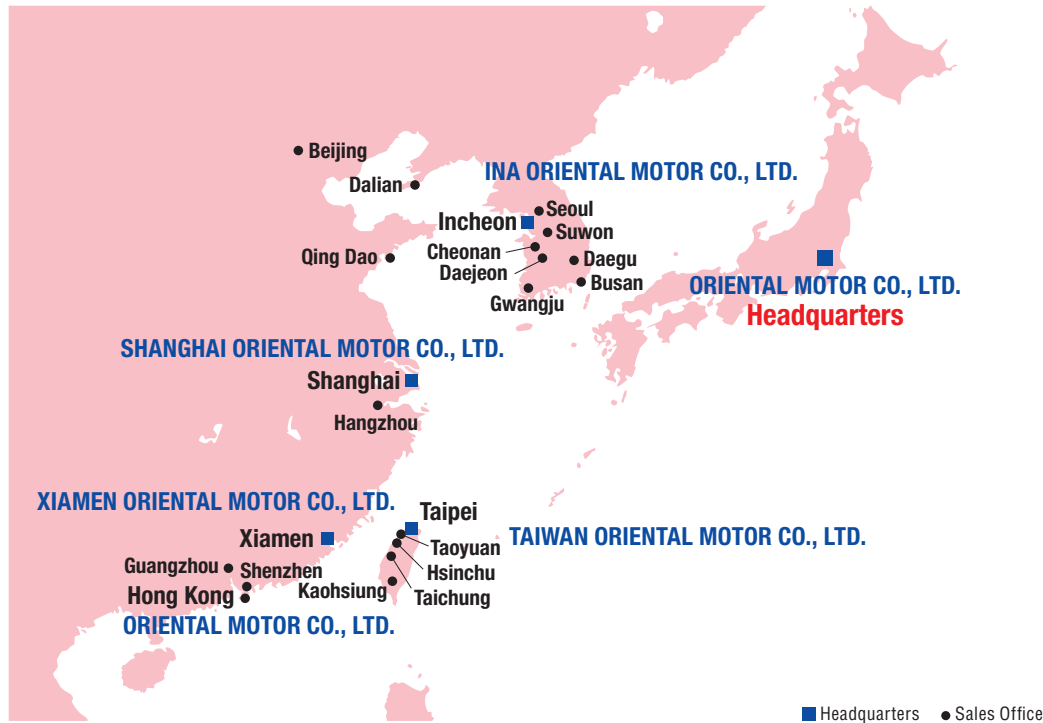 Beijing
Dalian
INA ORIENTAL MOTOR CO., LTD.
Seoul
Incheon
Suwon
Cheonan
Qing Dao
Daejeon
Daegu
Busan
Gwangju
ORIENTAL MOTOR CO., LTD.
Headquarters
SHANGHAI ORIENTAL MOTOR CO., LTD.
Shanghai
Hangzhou
XIAMEN ORIENTAL MOTOR CO., LTD.
Taipei
Xiamen
TAIWAN ORIENTAL MOTOR CO., LTD.
Taoyuan
Guangzhou
Shenzhen
Hsinchu
Kaohsiung
Taichung
Hong Kong
ORIENTAL MOTOR CO., LTD.
Headquarters
Sales Office